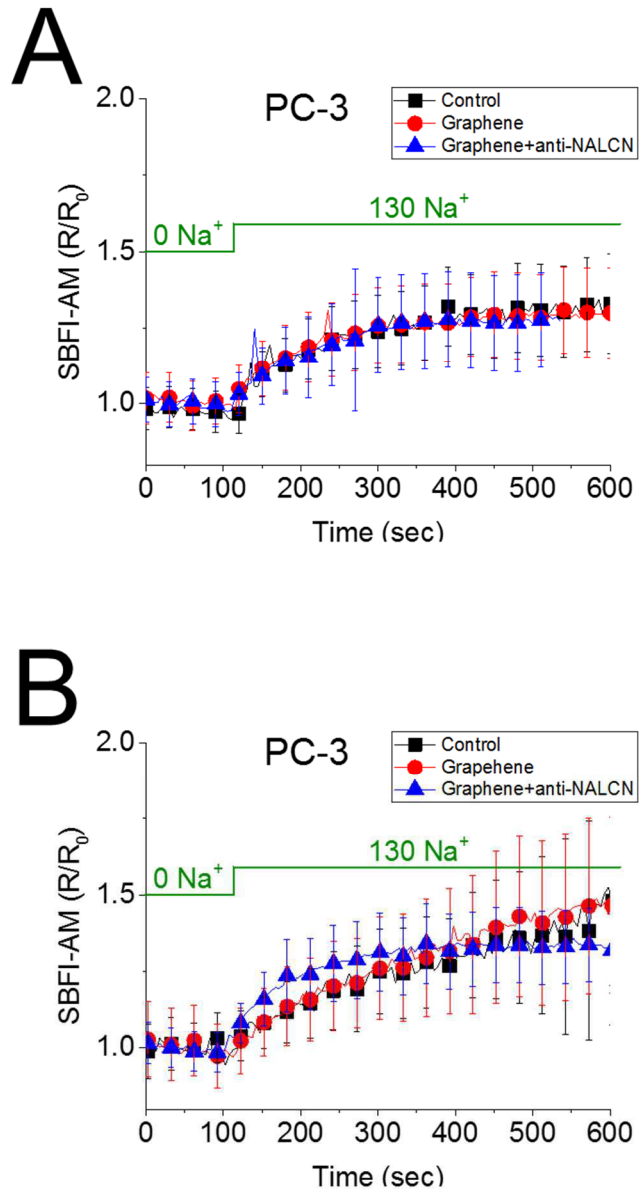 A
PC-3
Control
Graphene
Graphene+anti-NALCN
0 Na+
130 Na+
SBFI-AM (R/R0)
2.0
1.5
1.0
0 100 200 300 400 500 600
Time (sec)
B
PC-3
Control
Grapehene
Graphene+anti-NALCN
0 Na+
130 Na+
SBFI-AM (R/R0)
2.0
1.5
1.0
0 100 200 300 400 500 600
Time (sec)